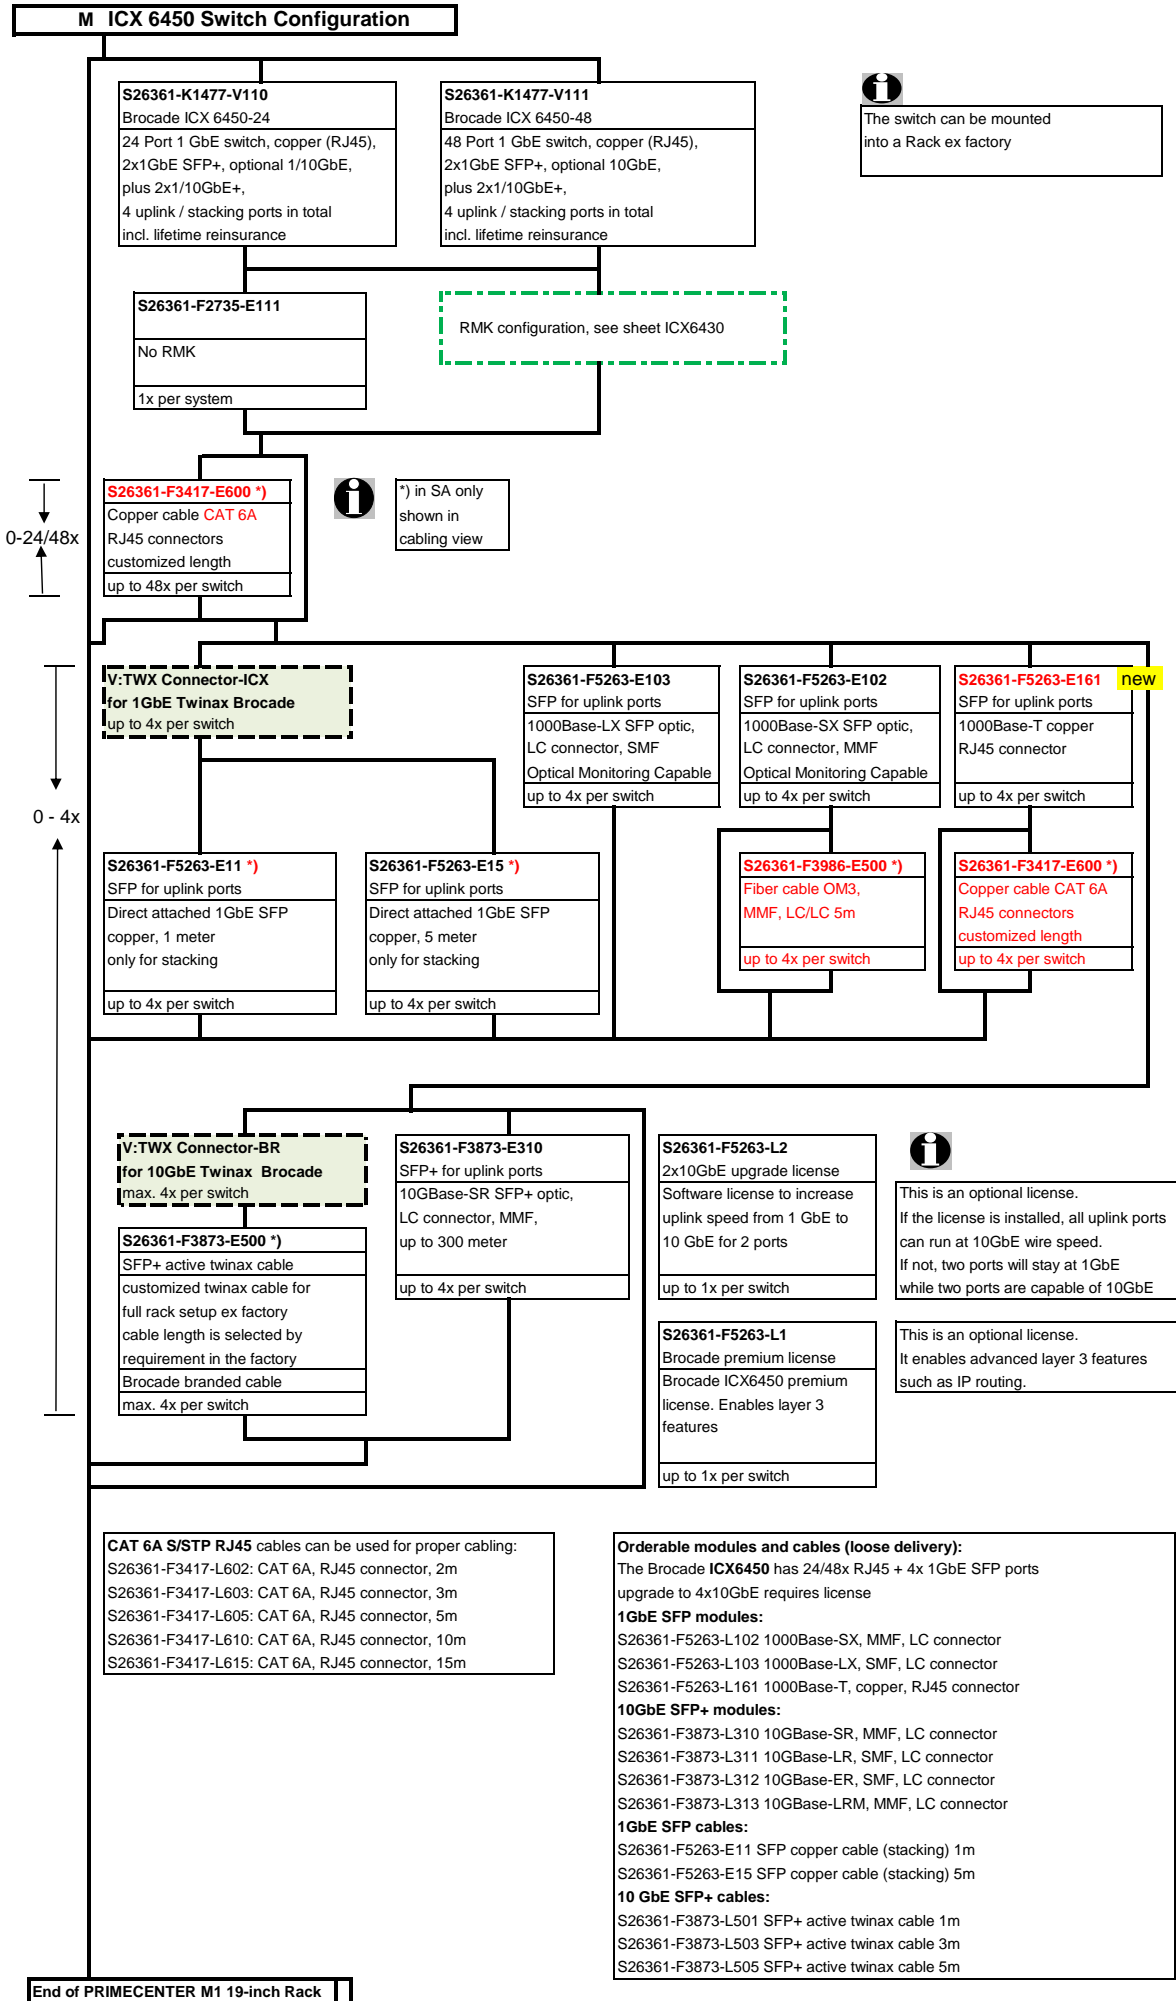 M ICX 6450 Switch Configuration
S26361-K1477-V110
Brocade ICX 6450-24
24 Port 1 GbE switch, copper (RJ45),
2x1GbE SFP+, optional 1/10GbE,
plus 2x1/10GbE+,
4 uplink / stacking ports in total
incl. lifetime reinsurance
S26361-K1477-V111
Brocade ICX 6450-48
48 Port 1 GbE switch, copper (RJ45),
2x1GbE SFP+, optional 10GbE,
plus 2x1/10GbE+,
4 uplink / stacking ports in total
incl. lifetime reinsurance
The switch can be mounted
into a Rack ex factory
S26361-F2735-E111
No RMK
1x per system
RMK configuration, see sheet ICX6430
0-24/48x
S26361-F3417-E600 *)
Copper cable CAT 6A
RJ45 connectors
customized length
up to 48x per switch
*) in SA only
shown in
cabling view
0 - 4x
V:TWX Connector-ICX
for 1GbE Twinax Brocade
up to 4x per switch
S26361-F5263-E103
SFP for uplink ports
1000Base-LX SFP optic,
LC connector, SMF
Optical Monitoring Capable
up to 4x per switch
S26361-F5263-E102
SFP for uplink ports
1000Base-SX SFP optic,
LC connector, MMF
Optical Monitoring Capable
up to 4x per switch
S26361-F5263-E161 new
SFP for uplink ports
1000Base-T copper
RJ45 connector
up to 4x per switch
S26361-F5263-E11 *)
SFP for uplink ports
Direct attached 1GbE SFP
copper, 1 meter
only for stacking
up to 4x per switch
S26361-F5263-E15 *)
SFP for uplink ports
Direct attached 1GbE SFP
copper, 5 meter
only for stacking
up to 4x per switch
S26361-F3986-E500 *)
Fiber cable OM3,
MMF, LC/LC 5m
up to 4x per switch
S26361-F3417-E600 *)
Copper cable CAT 6A
RJ45 connectors
customized length
up to 4x per switch
V:TWX Connector-BR
for 10GbE Twinax Brocade
max. 4x per switch
S26361-F3873-E500 *)
SFP+ active twinax cable
customized twinax cable for
full rack setup ex factory
cable length is selected by
requirement in the factory
Brocade branded cable
max. 4x per switch
S26361-F3873-E310
SFP+ for uplink ports
10GBase-SR SFP+ optic,
LC connector, MMF,
up to 300 meter
up to 4x per switch
S26361-F5263-L2
2x10GbE upgrade license
Software license to increase
uplink speed from 1 GbE to
10 GbE for 2 ports
up to 1x per switch
This is an optional license.
If the license is installed, all uplink ports
can run at 10GbE wire speed.
If not, two ports will stay at 1GbE
while two ports are capable of 10GbE
S26361-F5263-L1
Brocade premium license
Brocade ICX6450 premium
license. Enables layer 3
features
up to 1x per switch
This is an optional license.
It enables advanced layer 3 features
such as IP routing.
CAT 6A S/STP RJ45 cables can be used for proper cabling:
S26361-F3417-L602: CAT 6A, RJ45 connector, 2m
S26361-F3417-L603: CAT 6A, RJ45 connector, 3m
S26361-F3417-L605: CAT 6A, RJ45 connector, 5m
S26361-F3417-L610: CAT 6A, RJ45 connector, 10m
S26361-F3417-L615: CAT 6A, RJ45 connector, 15m
Orderable modules and cables (loose delivery):
The Brocade ICX6450 has 24/48x RJ45 + 4x 1GbE SFP ports
upgrade to 4x10GbE requires license
1GbE SFP modules:
S26361-F5263-L102 1000Base-SX, MMF, LC connector
S26361-F5263-L103 1000Base-LX, SMF, LC connector
S26361-F5263-L161 1000Base-T, copper, RJ45 connector
10GbE SFP+ modules:
S26361-F3873-L310 10GBase-SR, MMF, LC connector
S26361-F3873-L311 10GBase-LR, SMF, LC connector
S26361-F3873-L312 10GBase-ER, SMF, LC connector
S26361-F3873-L313 10GBase-LRM, MMF, LC connector
1GbE SFP cables:
S26361-F5263-E11 SFP copper cable (stacking) 1m
S26361-F5263-E15 SFP copper cable (stacking) 5m
10 GbE SFP+ cables:
S26361-F3873-L501 SFP+ active twinax cable 1m
S26361-F3873-L503 SFP+ active twinax cable 3m
S26361-F3873-L505 SFP+ active twinax cable 5m
End of PRIMECENTER M1 19-inch Rack